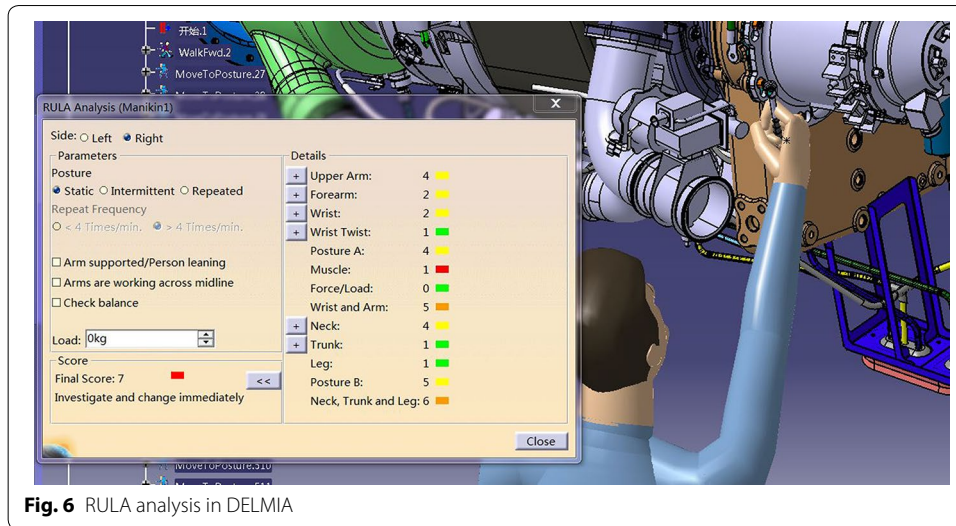 开始.1
WalkFwd.2
MoveToPosture.27
RULA Analysis (Manikin1)
X
Side: Left Right
Parameters
Posture
Static Intermittent Repeated
Repeat Frequency
< 4 Times/min. > 4 Times/min.
Arm supported/Person leaning
Arms are working across midline
Check balance
Load: 0kg
Score
Final Score: 7
<<
Investigate and change immediately
Details
+ Upper Arm: 4
+ Forearm: 2
+ Wrist: 2
+ Wrist Twist: 1
Posture A: 4
Muscle: 1
Force/Load: 0
Wrist and Arm: 5
+ Neck: 4
+ Trunk: 1
Leg: 1
Posture B: 5
Neck, Trunk and Leg: 6
Close
MoveToPosture.510
Fig. 6 RULA analysis in DELMIA